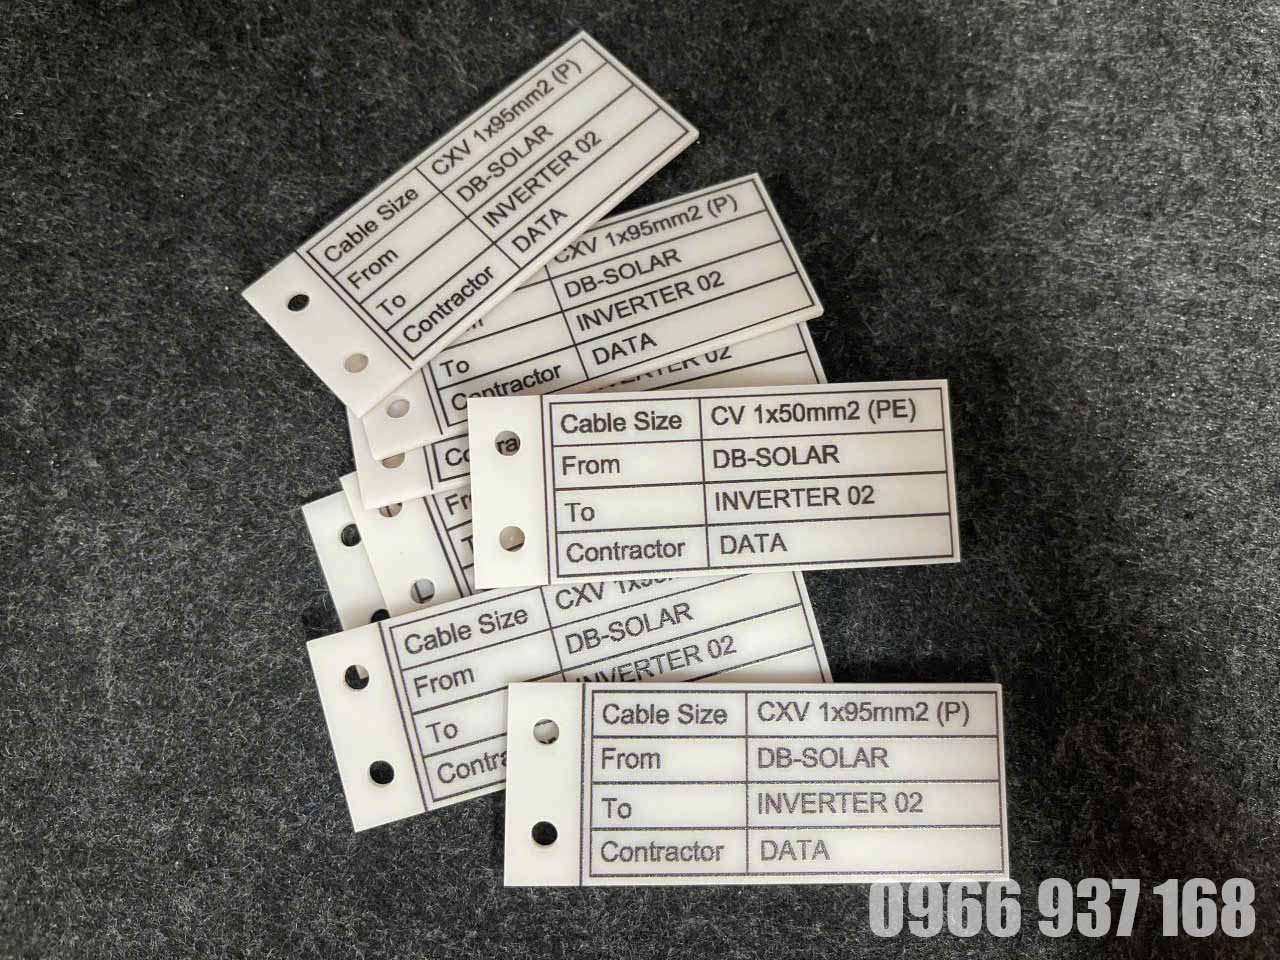 Cable Size CXV 1x95mm2 (P)
From DB-SOLAR
To INVERTER 02
Contractor DATA
CXV 1x95mm2 (P)
DB-SOLAR
INVERTER 02
To
Contractor DATA
Cable Size CV 1x50mm2 (PE)
From DB-SOLAR
To INVERTER 02
Contractor DATA
Cable Size CXV
From DB-SOLAR
To INVERTER 02
Cable Size CXV 1x95mm2 (P)
From DB-SOLAR
To INVERTER 02
Contractor DATA
0966 937 168